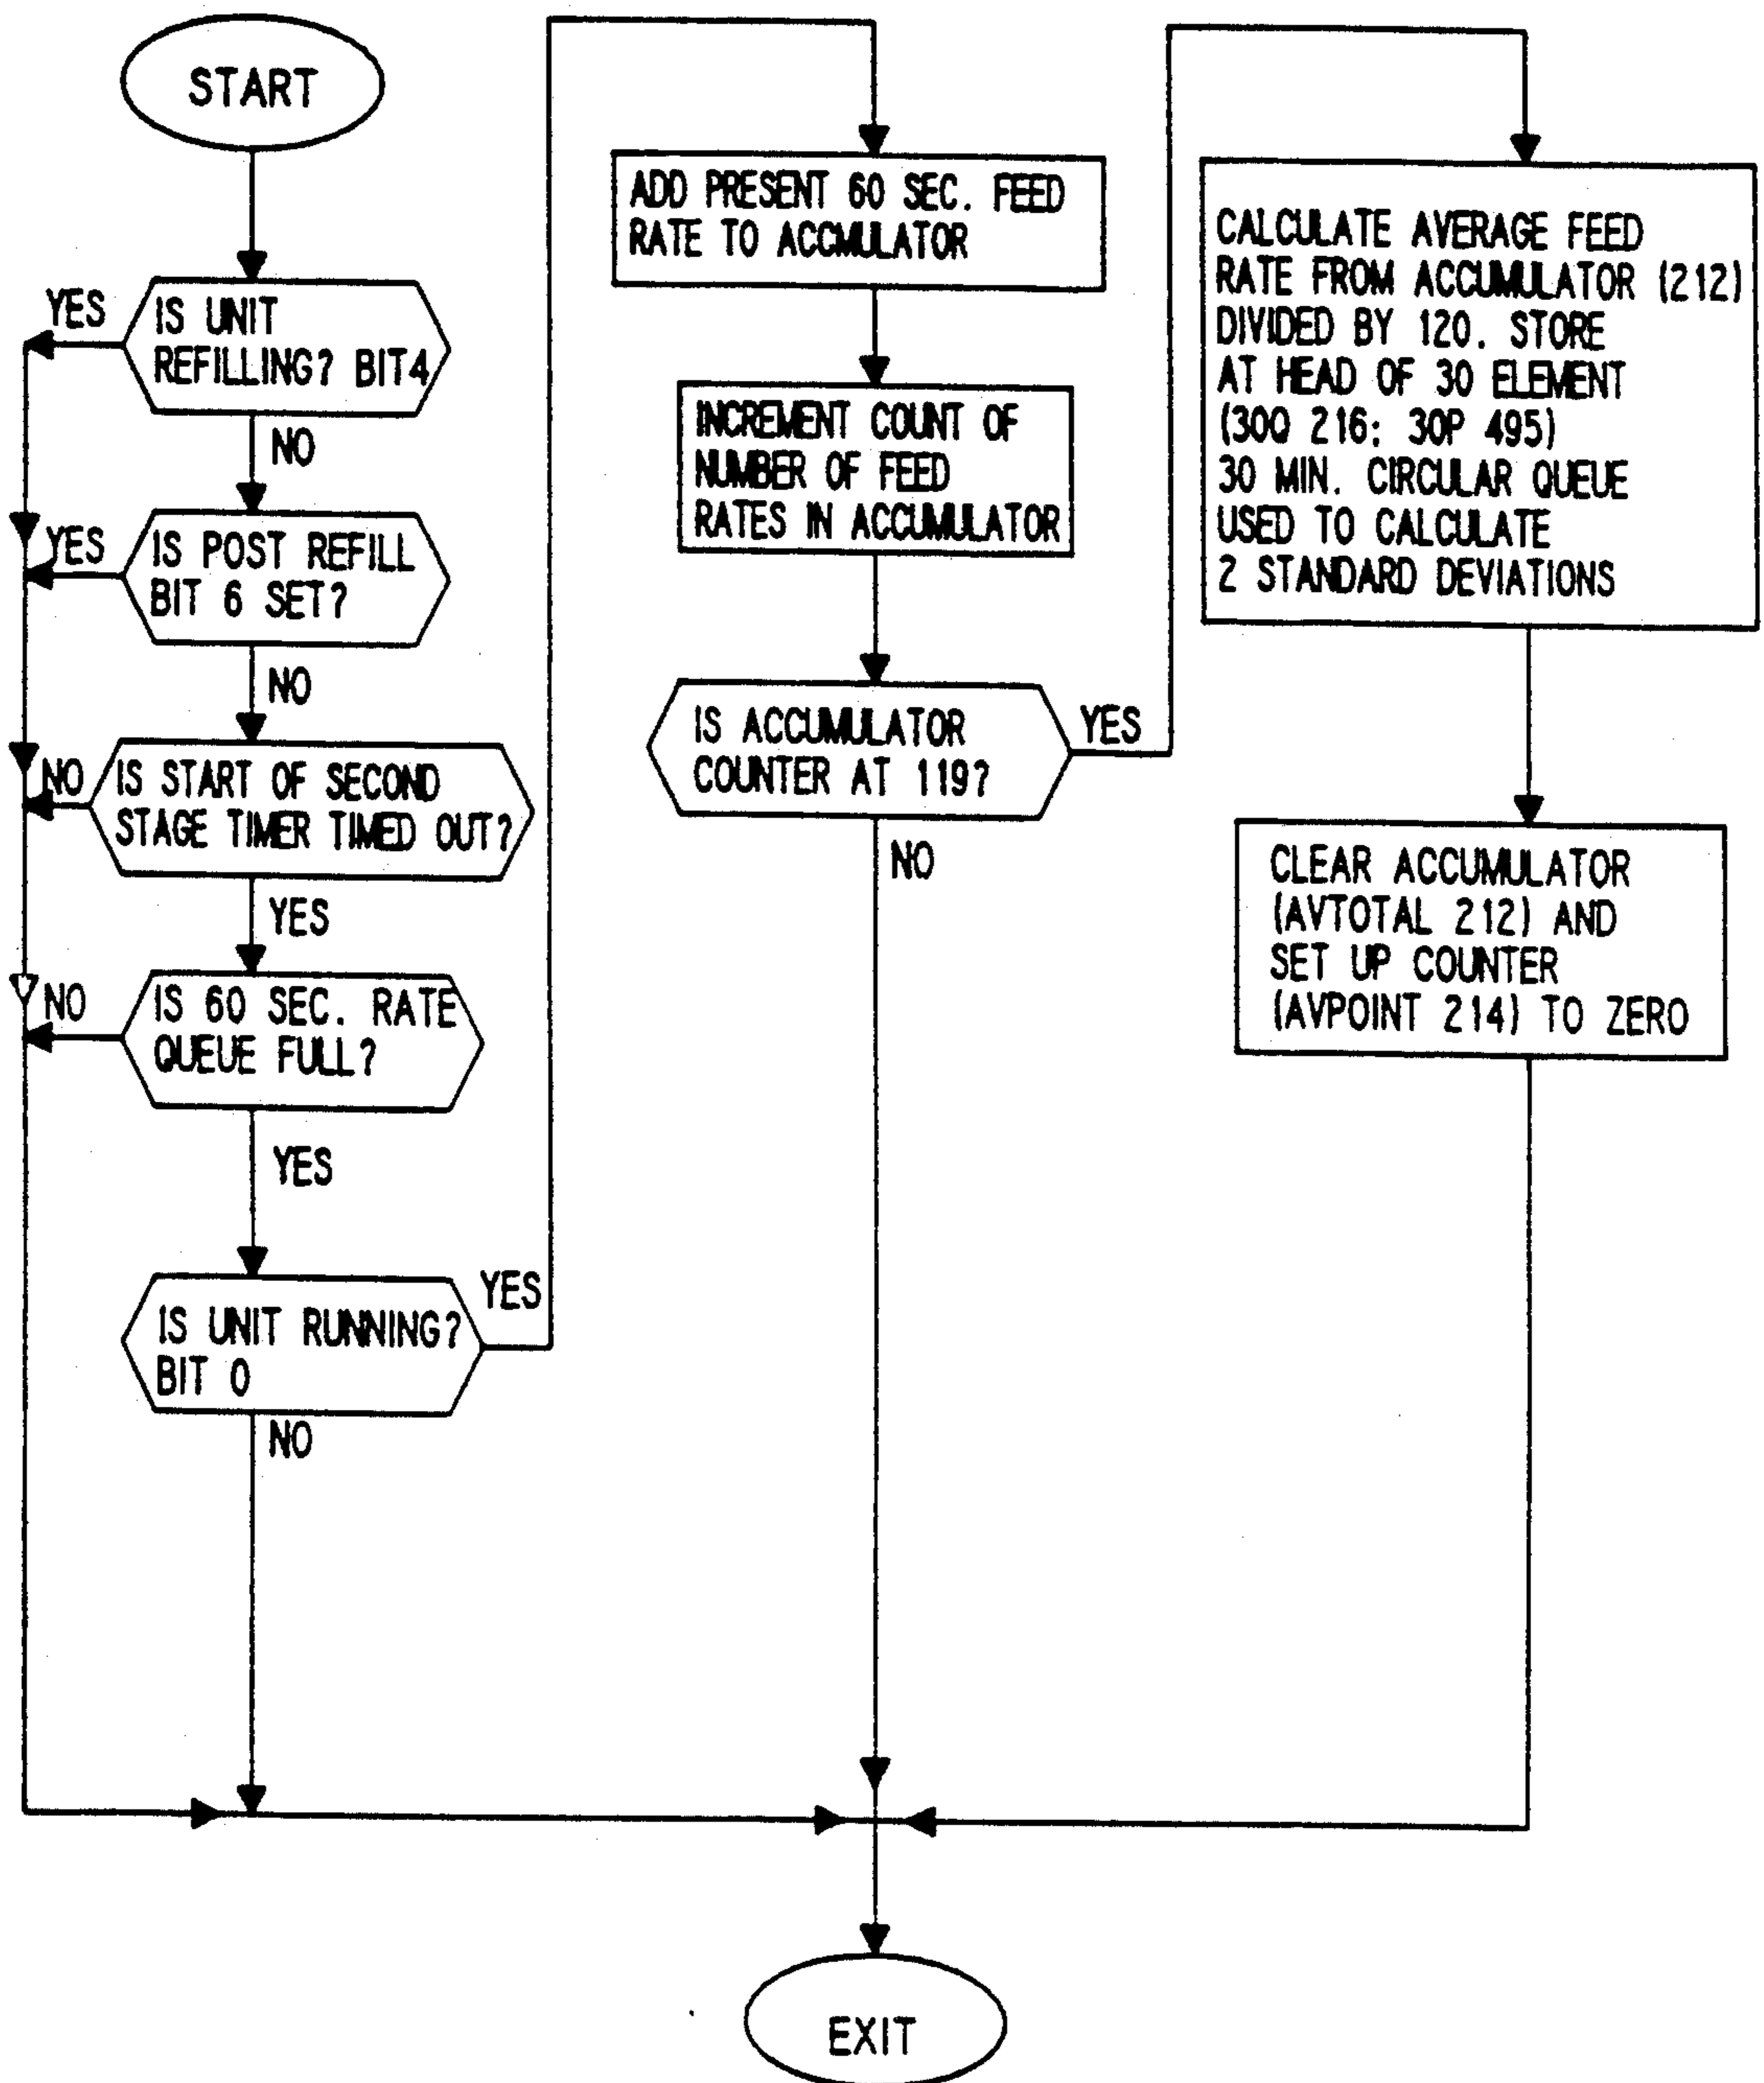 START
YES
IS UNIT
REFILLING? BIT4
NO
YES
IS POST REFILL
BIT 6 SET?
NO
NO
IS START OF SECOND
STAGE TIMER TIMED OUT?
YES
NO
IS 60 SEC. RATE
QUEUE FULL?
YES
IS UNIT RUNNING?
BIT 0
YES
NO
ADD PRESENT 60 SEC. FEED
RATE TO ACCMULATOR
INCREMENT COUNT OF
NUMBER OF FEED
RATES IN ACCUMULATOR
IS ACCUMULATOR
COUNTER AT 119?
YES
NO
CALCULATE AVERAGE FEED
RATE FROM ACCUMULATOR (212)
DIVIDED BY 120. STORE
AT HEAD OF 30 ELEMENT
(30Q 216; 30P 495)
30 MIN. CIRCULAR QUEUE
USED TO CALCULATE
2 STANDARD DEVIATIONS
CLEAR ACCUMULATOR
(AVTOTAL 212) AND
SET UP COUNTER
(AVPOINT 214) TO ZERO
EXIT